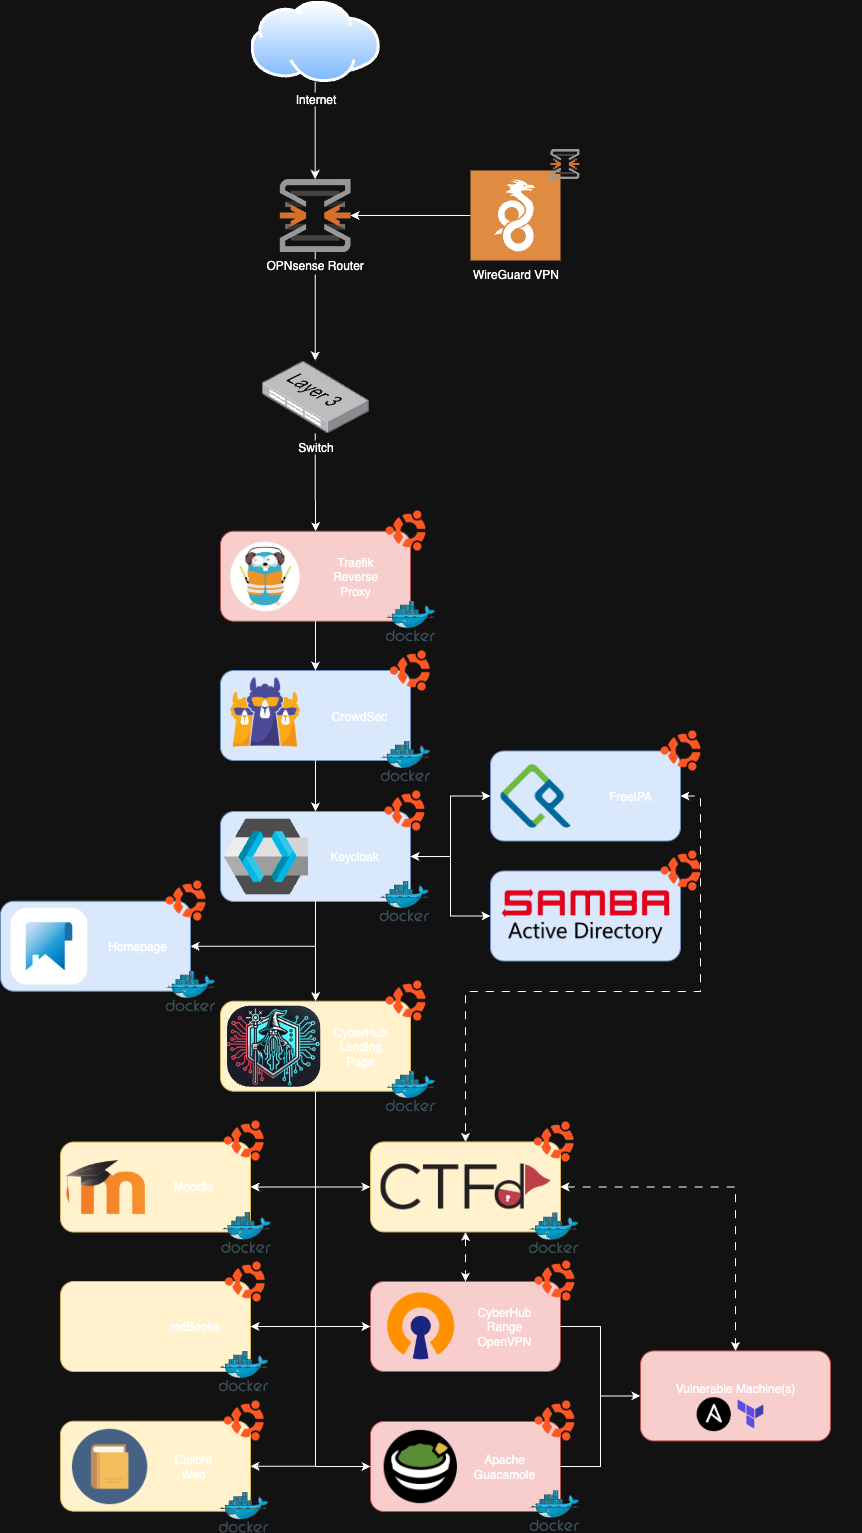 Internet
OPNsense Router
WireGuard VPN
Layer 3
Switch
Traefik
Reverse
Proxy
docker
CrowdSec
docker
FreeIPA
Keycloak
docker
SAMBA
Active Directory
Homepage
docker
CyberHub
Landing
Page
docker
m
Moodle
docker
CTFd
docker
mdBooks
docker
CyberHub
Range
OpenVPN
Vulnerable Machine(s)
A
Calibre
Web
docker
Apache
Guacamole
docker